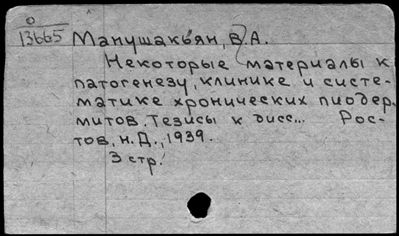 О
13665
Манушакьян, В.А.
Некоторые материалы к
патогенезу, клинике и систе-
матике хронических пиодер,
митов. Тезисы к дисс... Рос-
тов, н.Д., 1939.
3 стр.